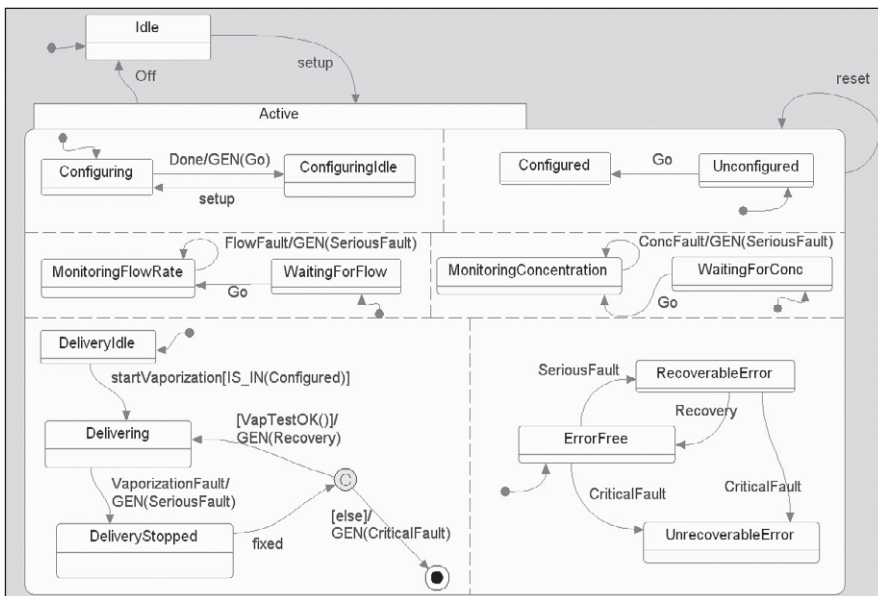 Idle
setup
Off
Active
reset
Configuring
Done/GEN(Go)
ConfiguringIdle
setup
Configured
Go
Unconfigured
FlowFault/GEN(SeriousFault)
MonitoringFlowRate
WaitingForFlow
Go
ConcFault/GEN(SeriousFault)
MonitoringConcentration
WaitingForConc
Go
DeliveryIdle
startVaporization[IS_IN(Configured)]
Delivering
[VapTestOK()]/
GEN(Recovery)
C
VaporizationFault/
GEN(SeriousFault)
DeliveryStopped
fixed
[else]/
GEN(CriticalFault)
SeriousFault
RecoverableError
Recovery
ErrorFree
CriticalFault
CriticalFault
UnrecoverableError